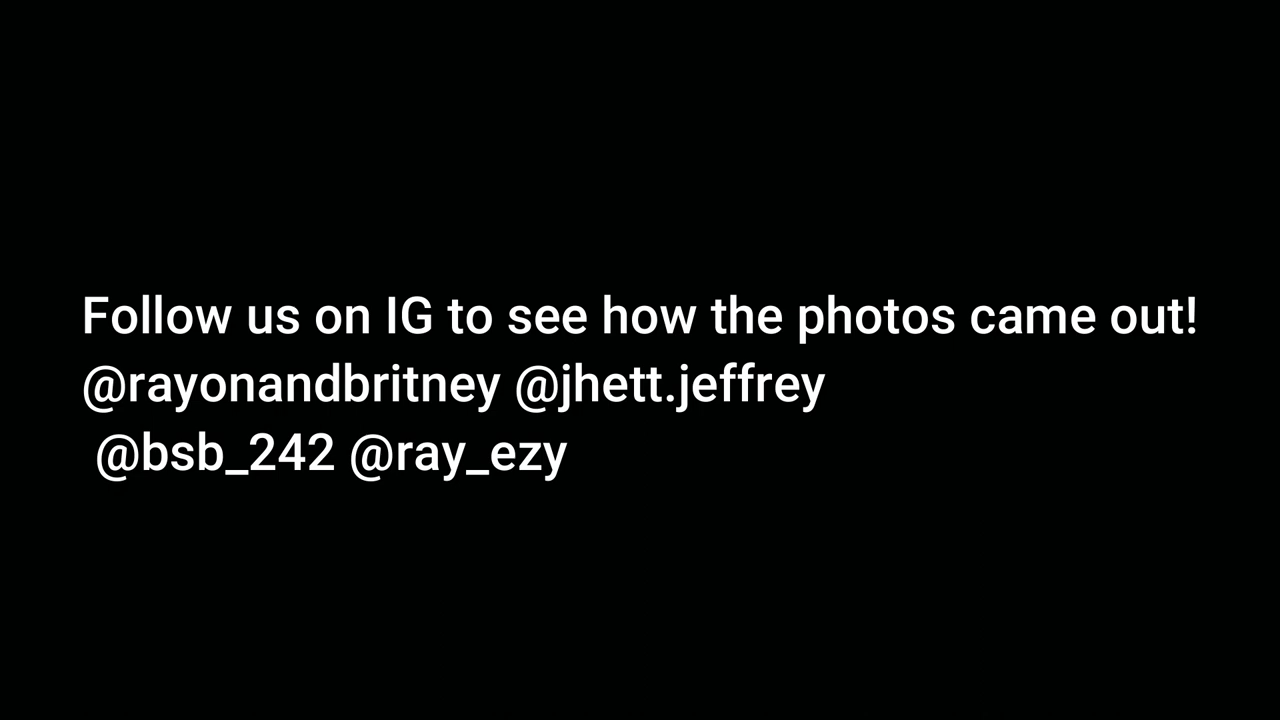 Follow us on IG to see how the photos came out!
@rayonandbritney @jhett.jeffrey
@bsb_242 @ray_ezy